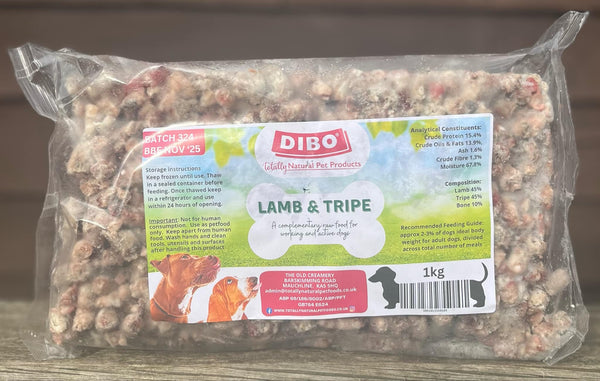 BATCH 324
BBE NOV '25
Storage Instructions
Keep frozen until use. Thaw
in a sealed container before
feeding. Once thawed keep
in a refrigerator and use
within 24 hours of opening.
Important: Not for human
consumption. Use as petfood
only. Keep apart from human
food. Wash hands and clean
tools, utensils and surfaces
after handling this product
DIBO®
Totally Natural Pet Products
LAMB & TRIPE
A complementary raw food for
working and active dogs
THE OLD CREAMERY
BARSKIMMING ROAD
MAUCHLINE. KA5 5HQ
admin@totallynaturalpetfoods.co.uk
GB754 E524
WWW.TOTALLYNATURALPETFOODS.CO.UK
Analytical Constituents:
Crude Protein 15.4%
Crude Oils & Fats 13.9%,
Ash 1.6%
Crude Fibre 1.3%
Moisture 67.8%
Composition:
Lamb 45%
Tripe 45%
Bone 10%
Recommended Feeding Guide:
approx 2-3% of dogs ideal body
weight for adult dogs, divided
across total number of meals
1kg